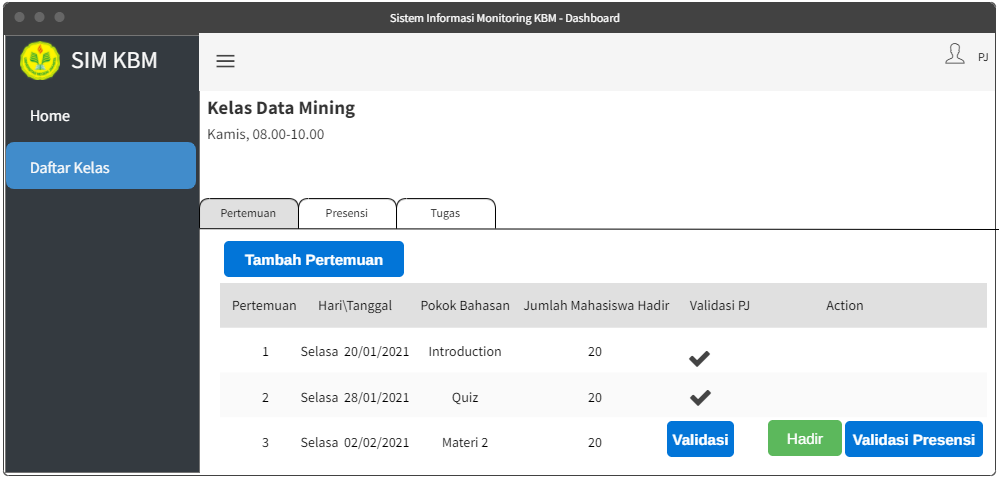 Sistem Informasi Monitoring KBM - Dashboard
SIM KBM
PJ
Home
Daftar Kelas
Kelas Data Mining
Kamis, 08.00-10.00
Pertemuan Presensi Tugas
Tambah Pertemuan
Pertemuan Hari\Tanggal Pokok Bahasan Jumlah Mahasiswa Hadir Validasi PJ Action
1 Selasa 20/01/2021 Introduction 20
2 Selasa 28/01/2021 Quiz 20
3 Selasa 02/02/2021 Materi 2 20 Validasi Hadir Validasi Presensi